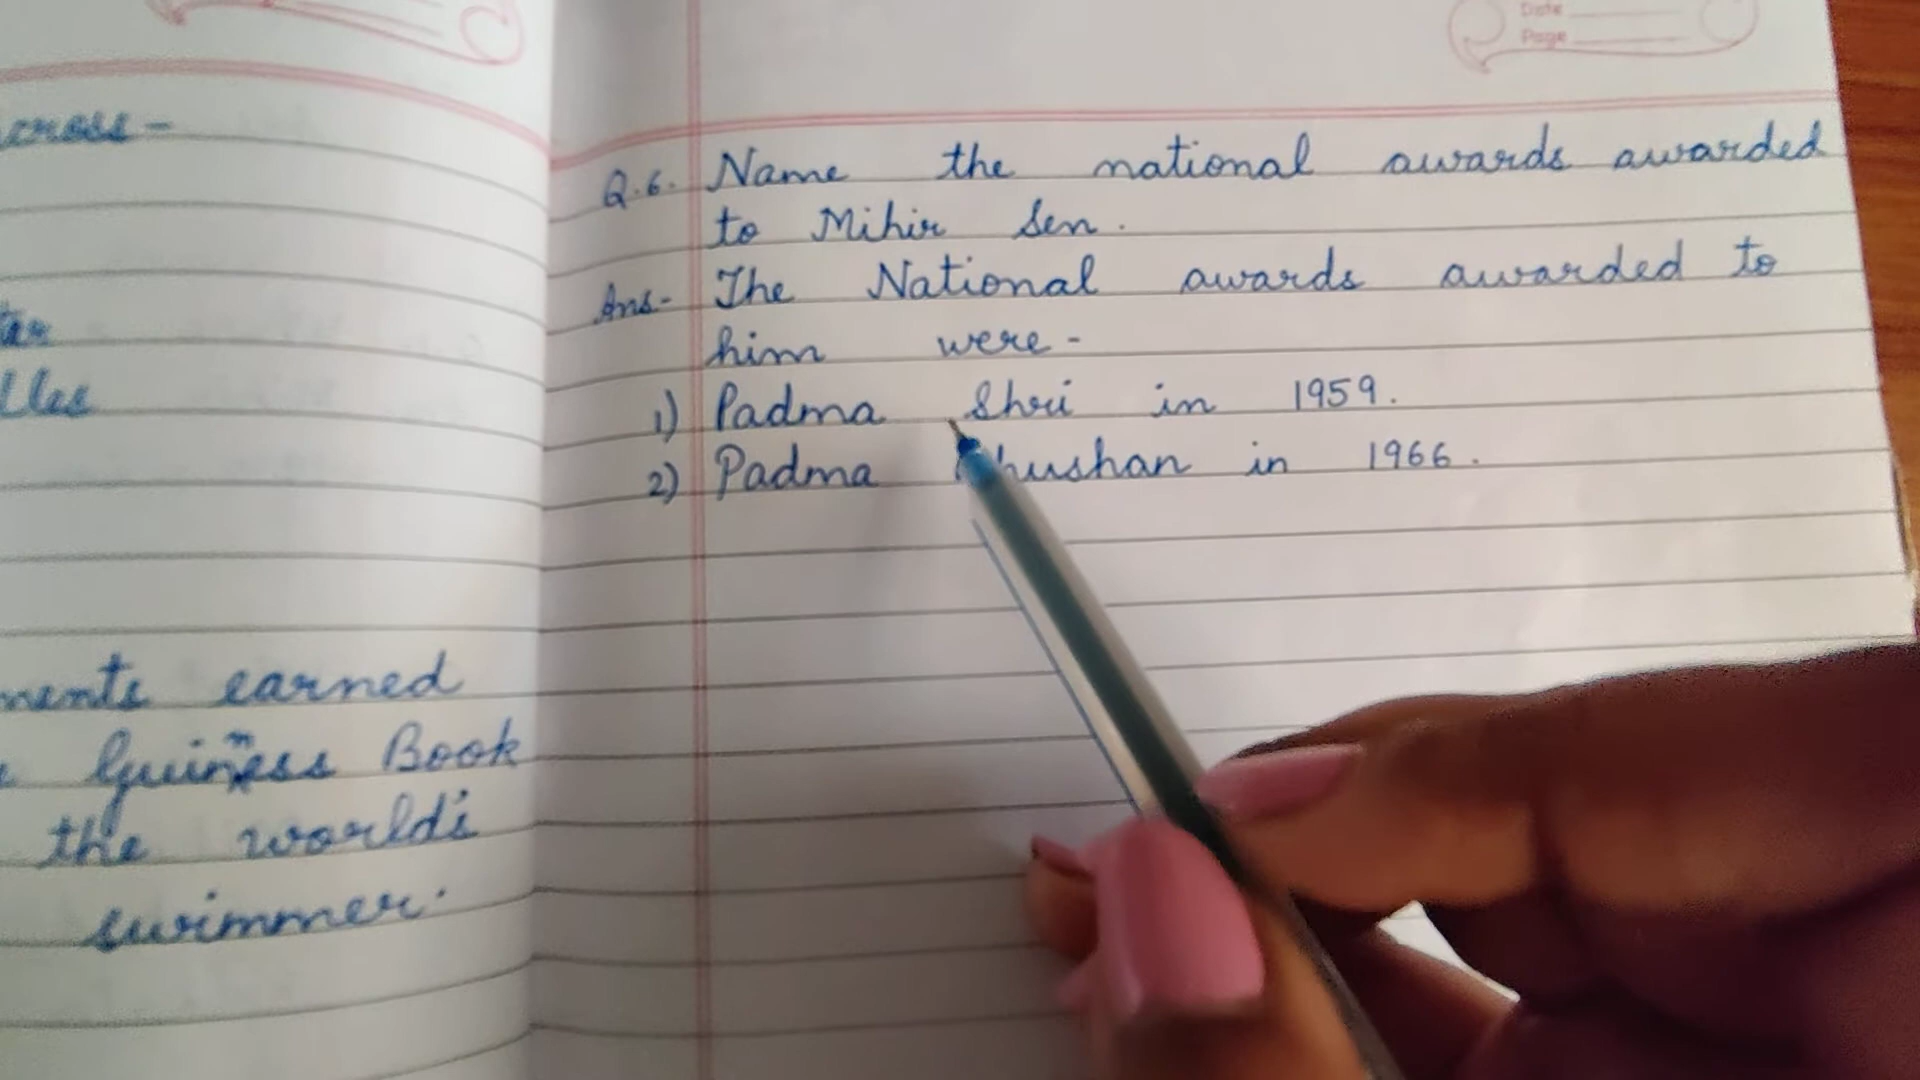 cross-
ments earned
Guinness Book
the world's
swimmer.
Date
Page
Q.6. Name the national awards awarded
to Mihir Sen.
Ans- The National awards awarded to
him were-
1) Padma Shri in 1959.
2) Padma Bhushan in 1966.